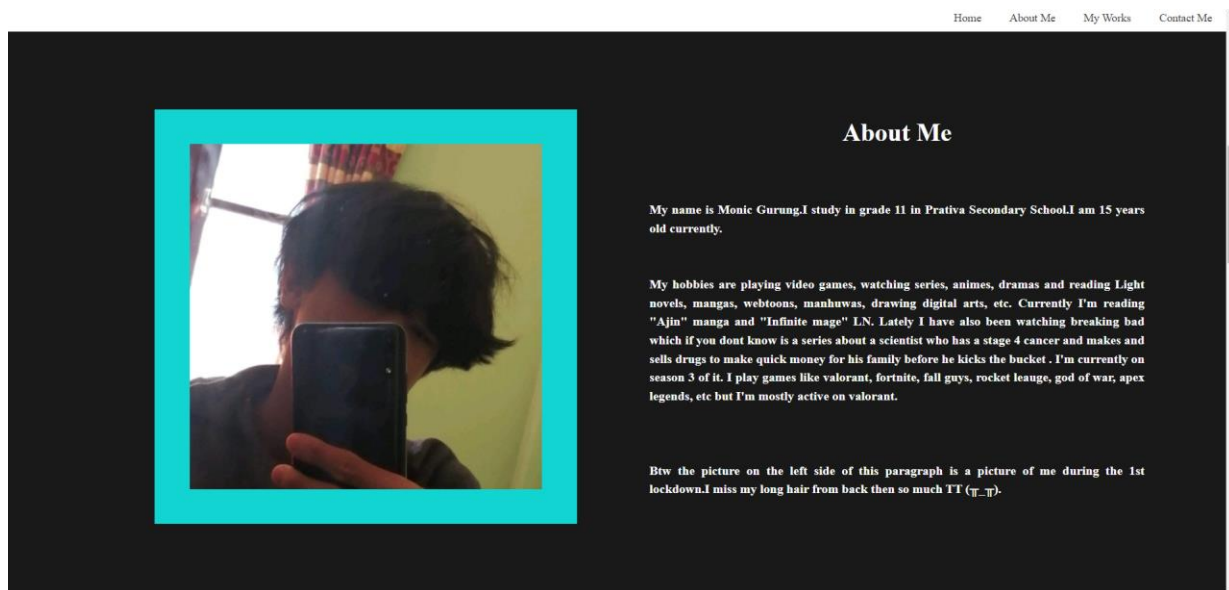 Home About Me My Works Contact Me
About Me
My name is Monic Gurung.I study in grade 11 in Prativa Secondary School.I am 15 years
old currently.
My hobbies are playing video games, watching series, animes, dramas and reading Light
novels, mangas, webtoons, manhuwas, drawing digital arts, etc. Currently I'm reading
"Ajin" manga and "Infinite mage" LN. Lately I have also been watching breaking bad
which if you dont know is a series about a scientist who has a stage 4 cancer and makes and
sells drugs to make quick money for his family before he kicks the bucket . I'm currently on
season 3 of it. I play games like valorant, fortnite, fall guys, rocket leauge, god of war, apex
legends, etc but I'm mostly active on valorant.
Btw the picture on the left side of this paragraph is a picture of me during the 1st
lockdown.I miss my long hair from back then so much TT (╥_╥).